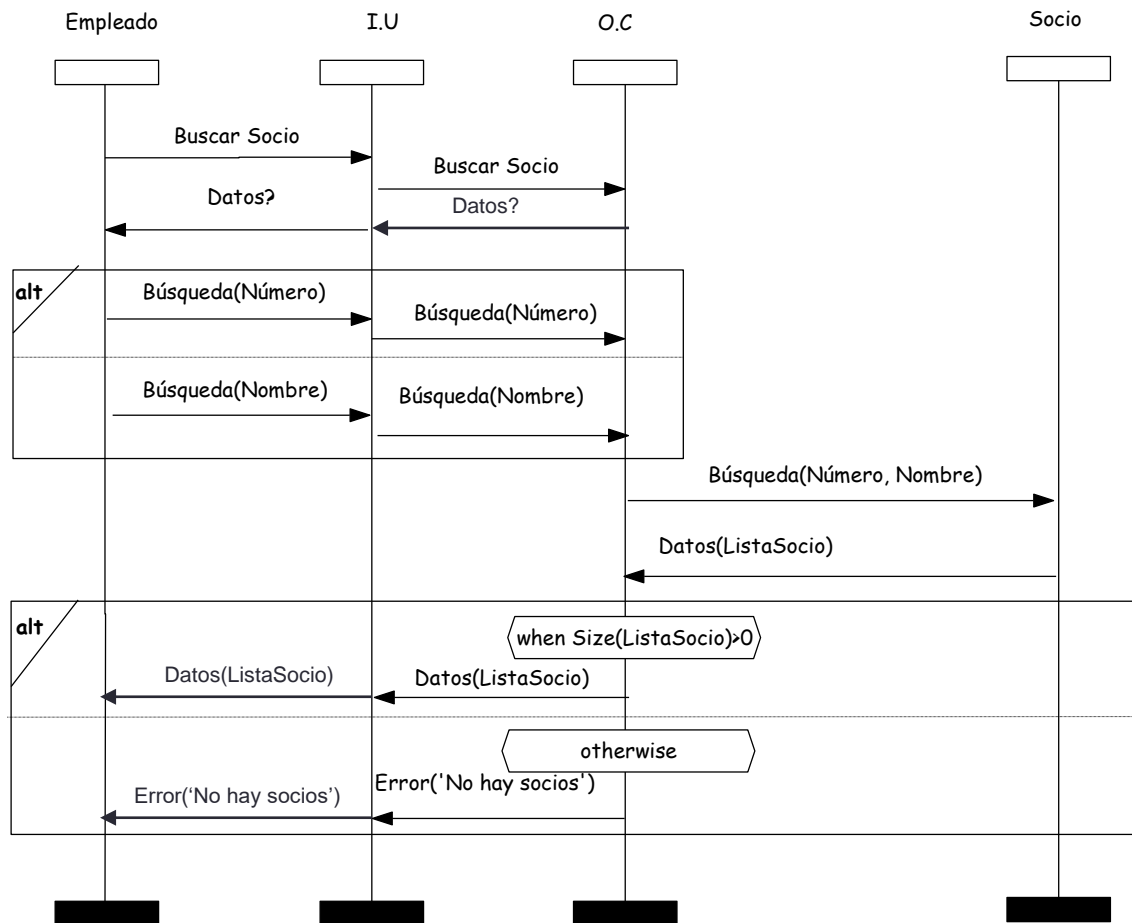 Empleado
I.U
O.C
Socio
Buscar Socio
Buscar Socio
Datos?
Datos?
alt
Búsqueda(Número)
Búsqueda(Número)
Búsqueda(Nombre)
Búsqueda(Nombre)
Búsqueda(Número, Nombre)
Datos(ListaSocio)
alt
when Size(ListaSocio)>0
Datos(ListaSocio)
Datos(ListaSocio)
otherwise
Error('No hay socios')
Error(‘No hay socios’)